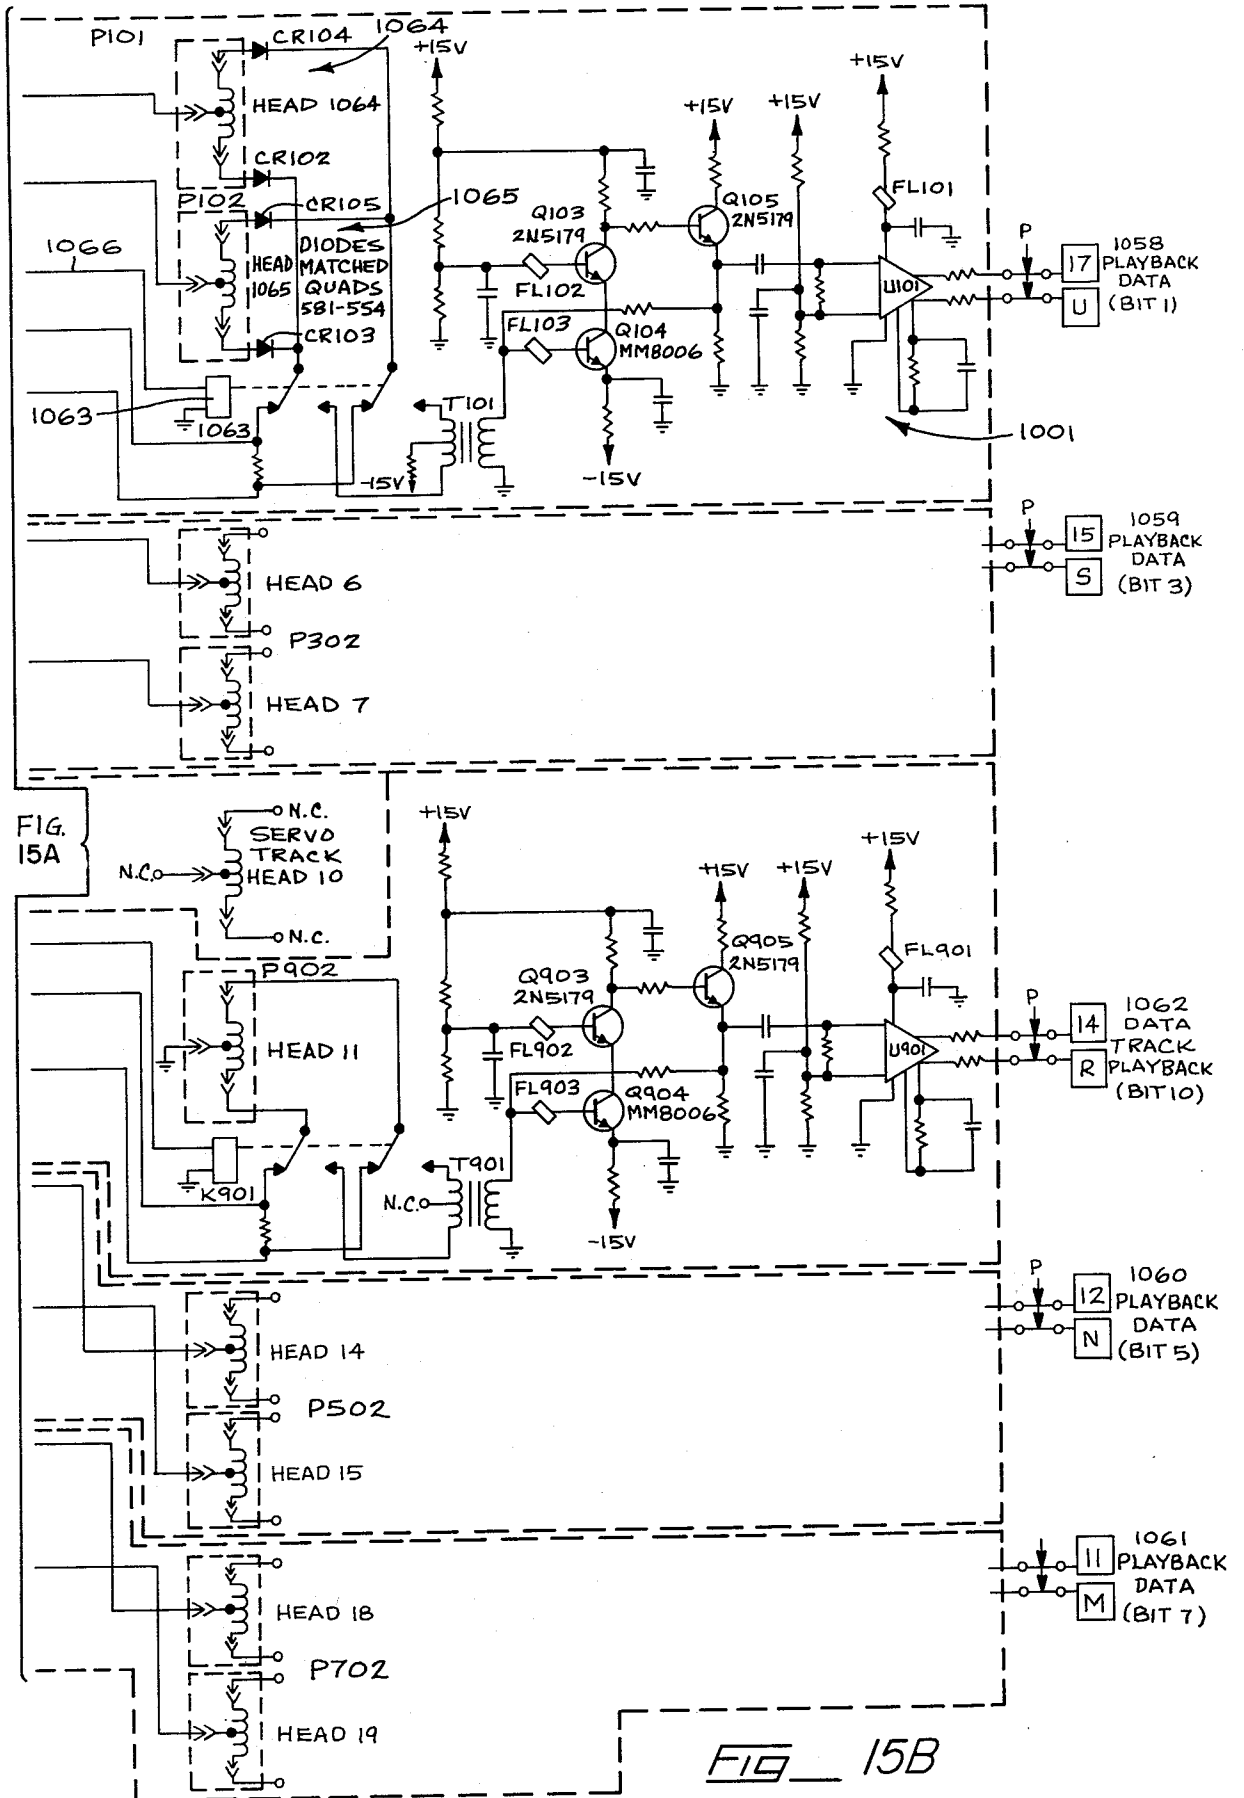 P101
CR104
1064
+15V
HEAD 1064
CR102
P102
CR105
1065
1066
DIODES
MATCHED
QUADS
581-554
HEAD
1065
CR103
1063
1063
+15V
+15V
+15V
Q103
2N5179
Q105
2N5179
FL101
FL102
FL103
Q104
MM8006
U101
T101
-15V
-15V
1001
P
17
U
1058
PLAYBACK
DATA
(BIT 1)
P
15
S
1059
PLAYBACK
DATA
(BIT 3)
HEAD 6
P302
HEAD 7
FIG.
15A
N.C.
SERVO
TRACK
HEAD 10
N.C.
N.C.
+15V
+15V
+15V
+15V
P902
HEAD 11
Q903
2N5179
Q905
2N5179
FL901
FL902
FL903
Q904
MM8006
U901
K901
T901
N.C.
-15V
P
14
R
1062
DATA
TRACK
PLAYBACK
(BIT 10)
HEAD 14
P502
HEAD 15
P
12
N
1060
PLAYBACK
DATA
(BIT 5)
HEAD 18
P702
HEAD 19
11
M
1061
PLAYBACK
DATA
(BIT 7)
FIG 15B